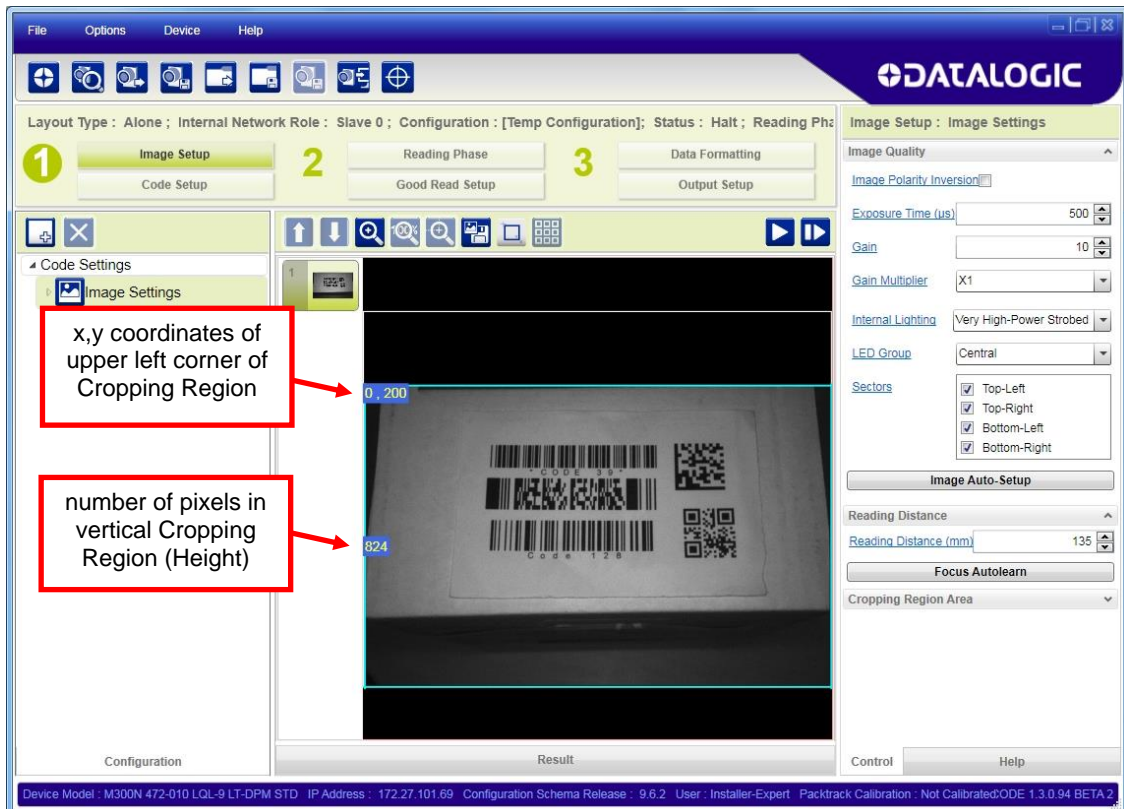 File Options Device Help
DATALOGIC
Layout Type : Alone ; Internal Network Role : Slave 0 ; Configuration : [Temp Configuration]; Status : Halt ; Reading Pha
1 Image Setup 2 Reading Phase 3 Data Formatting
Code Setup Good Read Setup Output Setup
Code Settings
Image Settings
1
x,y coordinates of
upper left corner of
Cropping Region
0 , 200
number of pixels in
vertical Cropping
Region (Height)
824
* C O D E 3 9 *
C o d e 1 2 8
Image Setup : Image Settings
Image Quality
Image Polarity Inversion
Exposure Time (µs) 500
Gain 10
Gain Multiplier X1
Internal Lighting Very High-Power Strobed
LED Group Central
Sectors Top-Left
Top-Right
Bottom-Left
Bottom-Right
Image Auto-Setup
Reading Distance
Reading Distance (mm) 135
Focus Autolearn
Cropping Region Area
Configuration Result Control Help
Device Model : M300N 472-010 LQL-9 LT-DPM STD IP Address : 172.27.101.69 Configuration Schema Release : 9.6.2 User : Installer-Expert Packtrack Calibration : Not Calibrated ODE 1.3.0.94 BETA 2